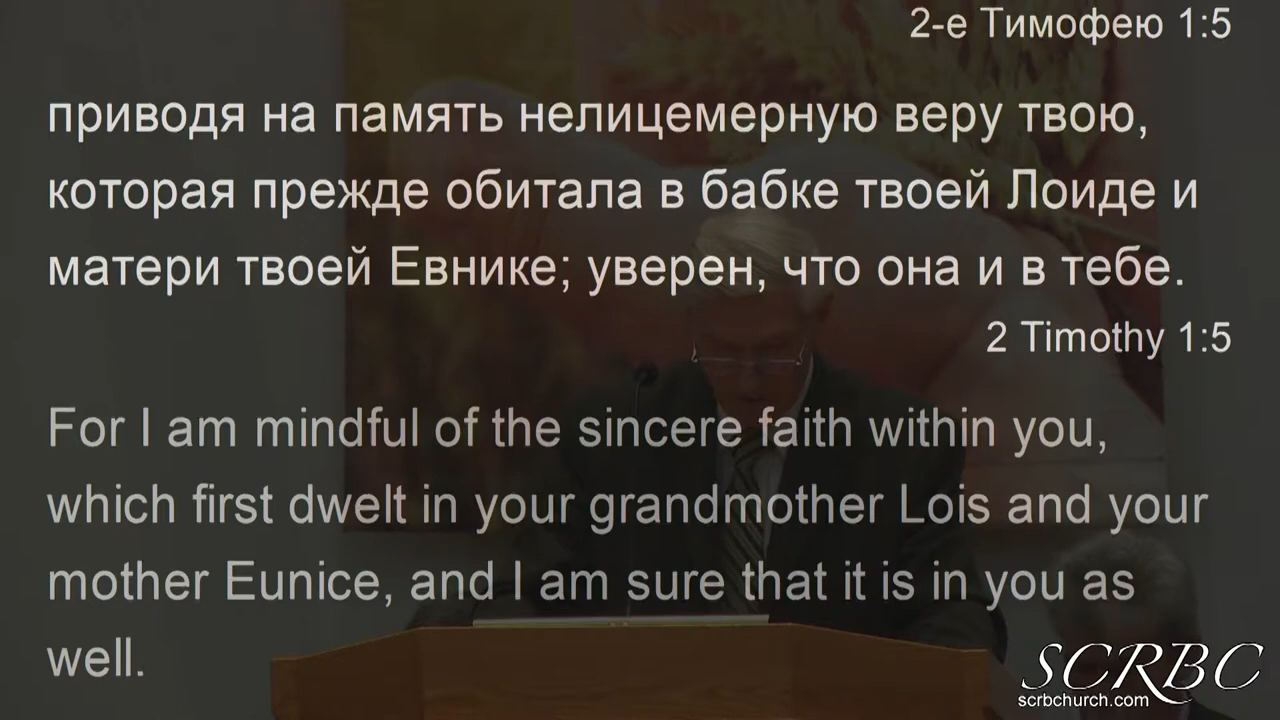 2-е Тимофею 1:5
приводя на память нелицемерную веру твою,
которая прежде обитала в бабке твоей Лоиде и
матери твоей Евнике; уверен, что она и в тебе.
2 Timothy 1:5
For I am mindful of the sincere faith within you,
which first dwelt in your grandmother Lois and your
mother Eunice, and I am sure that it is in you as
well.
SCRBC
scrbchurch.com